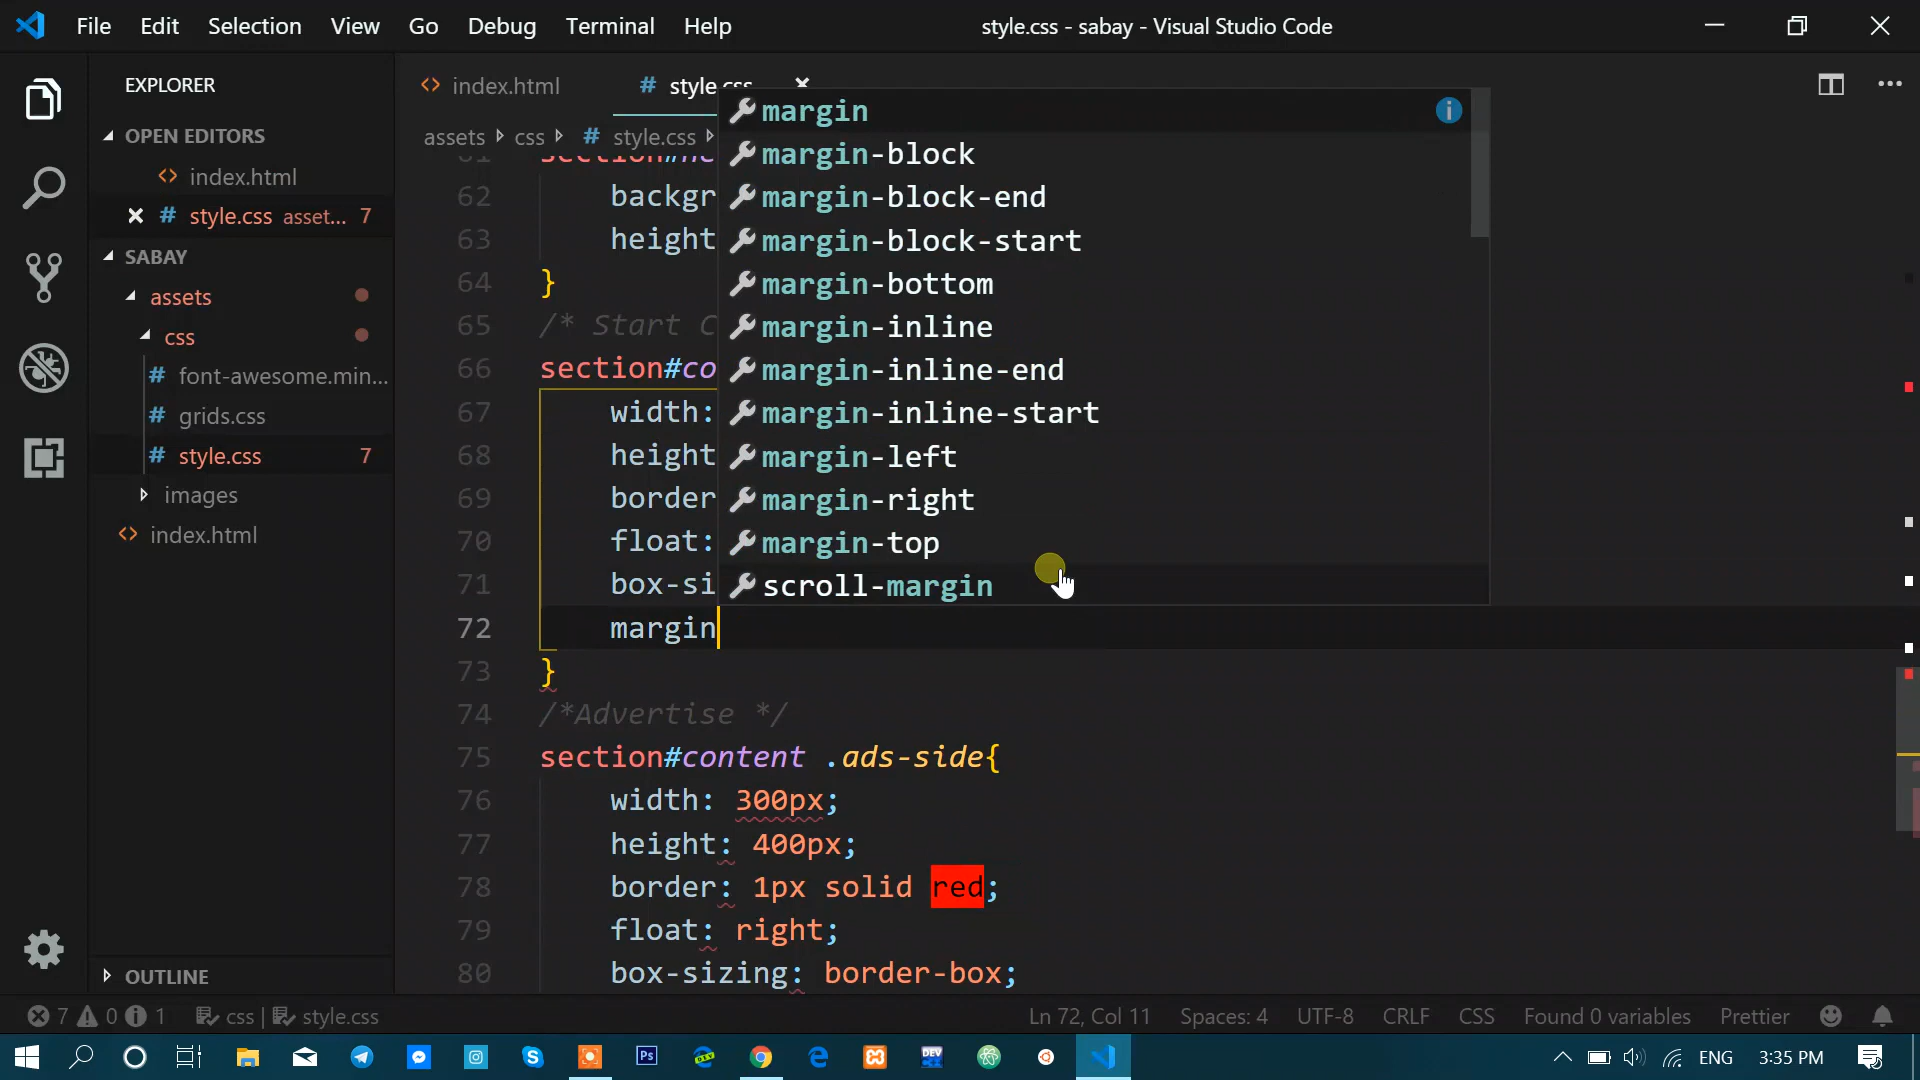 File Edit Selection View Go Debug Terminal Help style.css - sabay - Visual Studio Code
EXPLORER
OPEN EDITORS
index.html
style.css asset... 7
SABAY
assets
css
font-awesome.min...
grids.css
style.css 7
images
index.html
OUTLINE
index.html # style.css
assets css # style.css
61 section#he
62 backgr
63 height
64 }
65 /* Start C
66 section#co
67 width:
68 height
69 border
70 float:
71 box-si
72 margin
73 }
74 /*Advertise */
75 section#content .ads-side{
76 width: 300px;
77 height: 400px;
78 border: 1px solid red;
79 float: right;
80 box-sizing: border-box;
margin
margin-block
margin-block-end
margin-block-start
margin-bottom
margin-inline
margin-inline-end
margin-inline-start
margin-left
margin-right
margin-top
scroll-margin
7 0 1 css | style.css Ln 72, Col 11 Spaces: 4 UTF-8 CRLF CSS Found 0 variables Prettier
Ps DEV ENG 3:35 PM